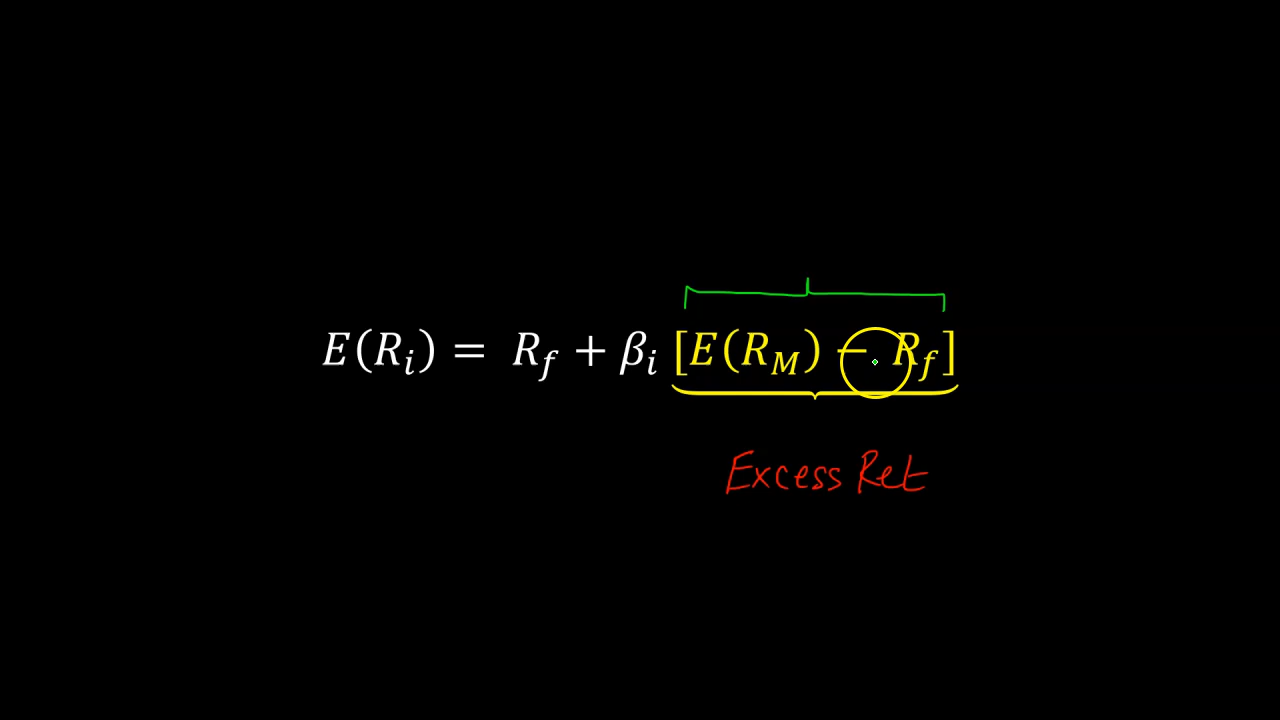 E(R_i) = R_f + β_i [E(R_M) − R_f]
Excess Ret